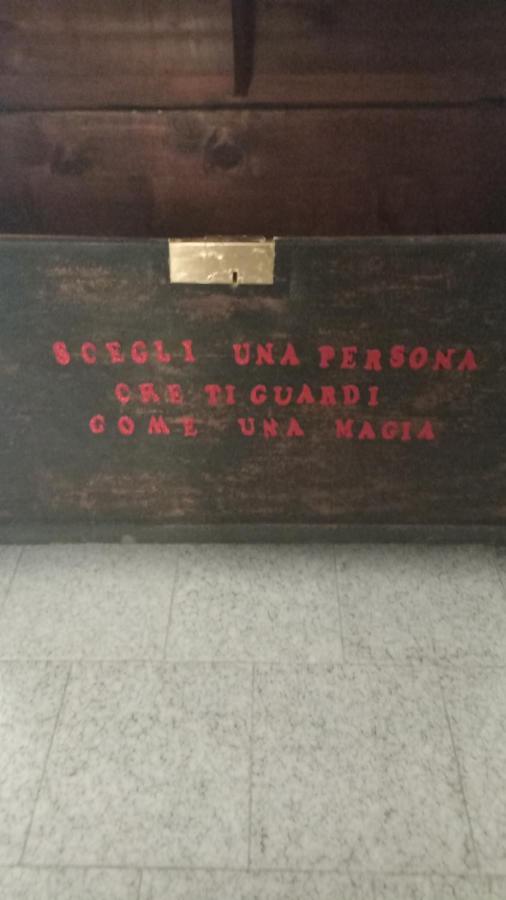 SCEGLI UNA PERSONA
CHE TI GUARDI
COME UNA MAGIA